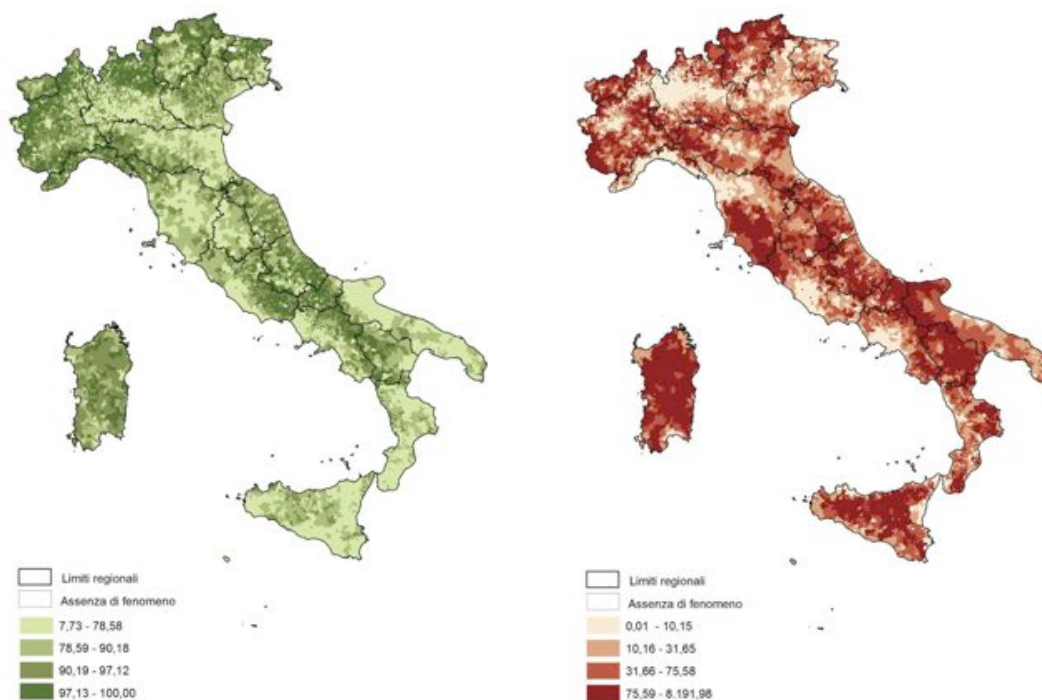 Limiti regionali
Assenza di fenomeno
7,73 - 78,58
78,59 - 90,18
90,19 - 97,12
97,13 - 100,00
Limiti regionali
Assenza di fenomeno
0,01 - 10,15
10,16 - 31,65
31,66 - 75,58
75,59 - 8.191,98